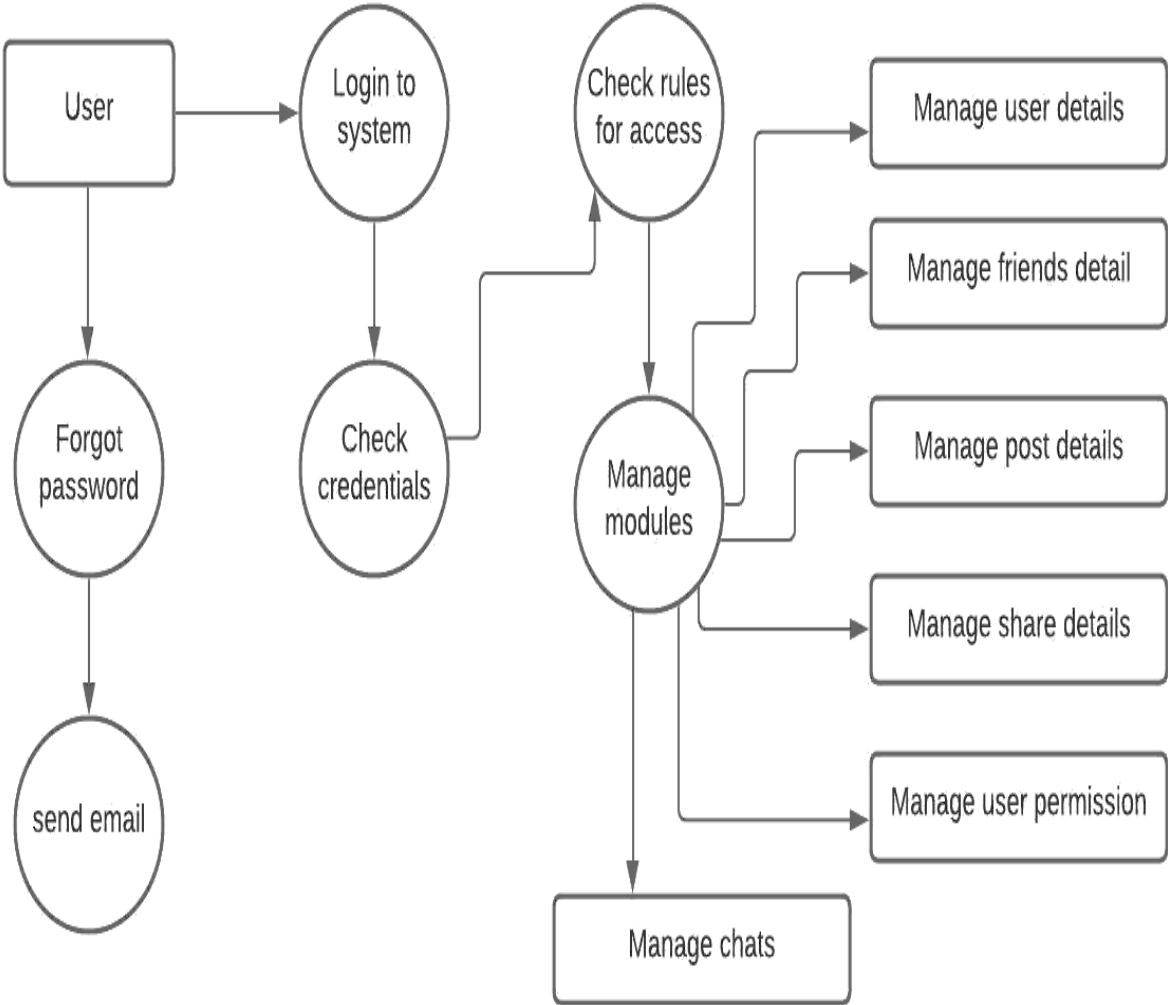 User
Login to
system
Check rules
for access
Manage user details
Manage friends detail
Forgot
password
Check
credentials
Manage
modules
Manage post details
Manage share details
send email
Manage user permission
Manage chats